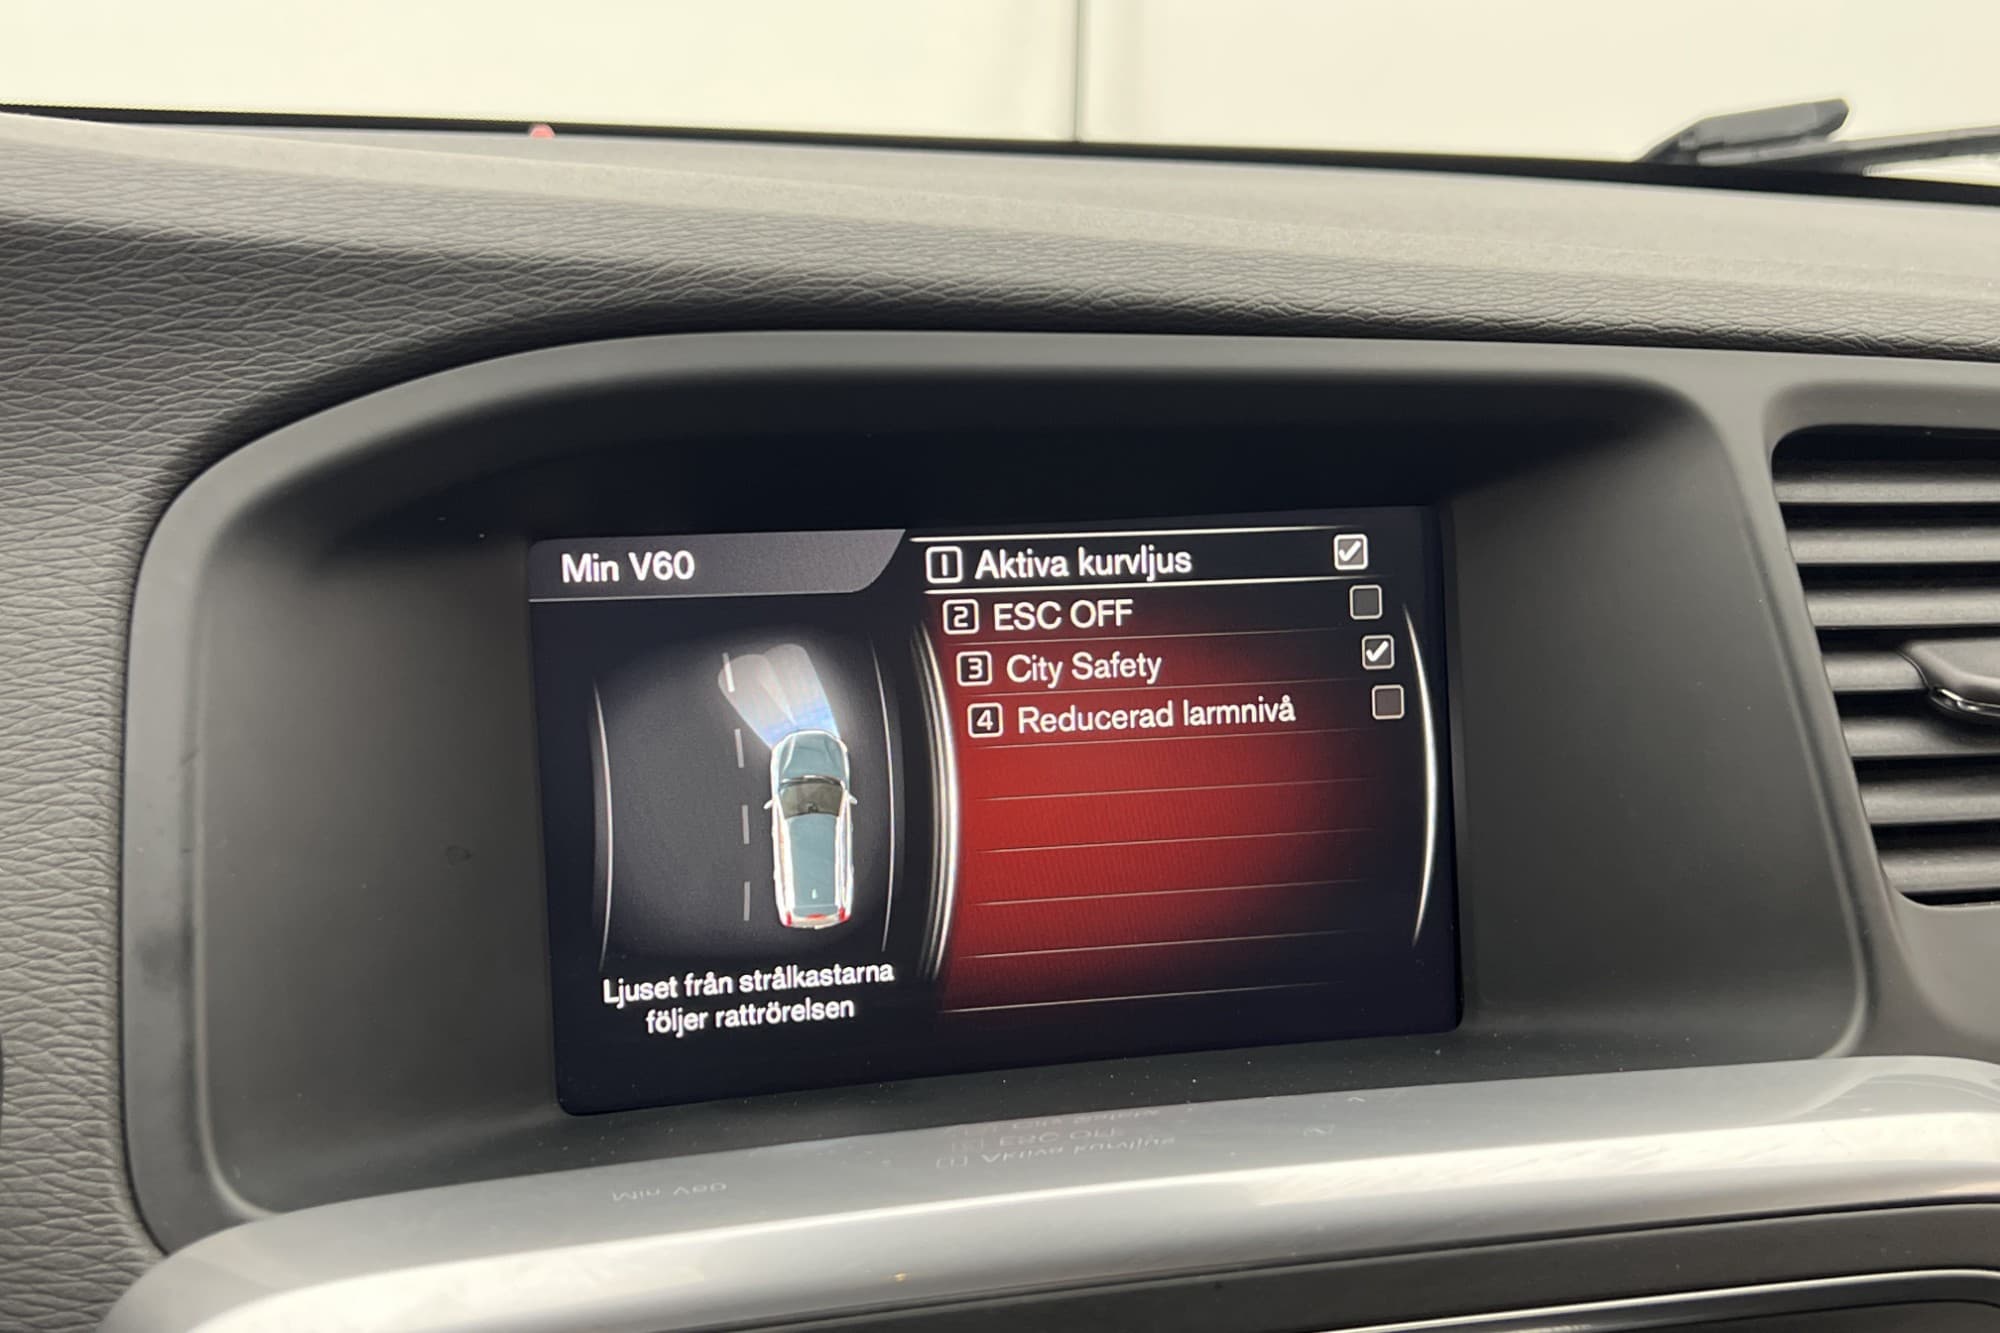 Min V60
1 Aktiva kurvljus
2 ESC OFF
3 City Safety
4 Reducerad larmnivå
Ljuset från strålkastarna
följer rattrörelsen